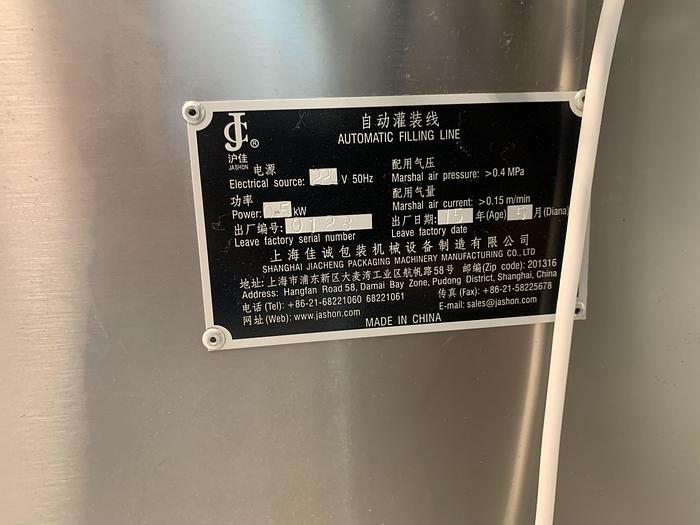 JC®
沪佳
JASHON
自动灌装线
AUTOMATIC FILLING LINE
电源
Electrical source: 220 V 50Hz
配用气压
Marshal air pressure: >0.4 MPa
功率
Power: kW
配用气量
Marshal air current: >0.15 m/min
出厂编号: 0123
Leave factory serial number
出厂日期: 15 年(Age) 5 月(Diana)
Leave factory date
上海佳诚包装机械设备制造有限公司
SHANGHAI JIACHENG PACKAGING MACHINERY MANUFACTURING CO., LTD
地址: 上海市浦东新区大麦湾工业区航帆路58号 邮编(Zip code): 201316
Address: Hangfan Road 58, Damai Bay Zone, Pudong District, Shanghai, China
电话(Tel): +86-21-68221060 68221061 传真(Fax): +86-21-58225678
网址(Web): www.jashon.com E-mail: sales@jashon.com
MADE IN CHINA